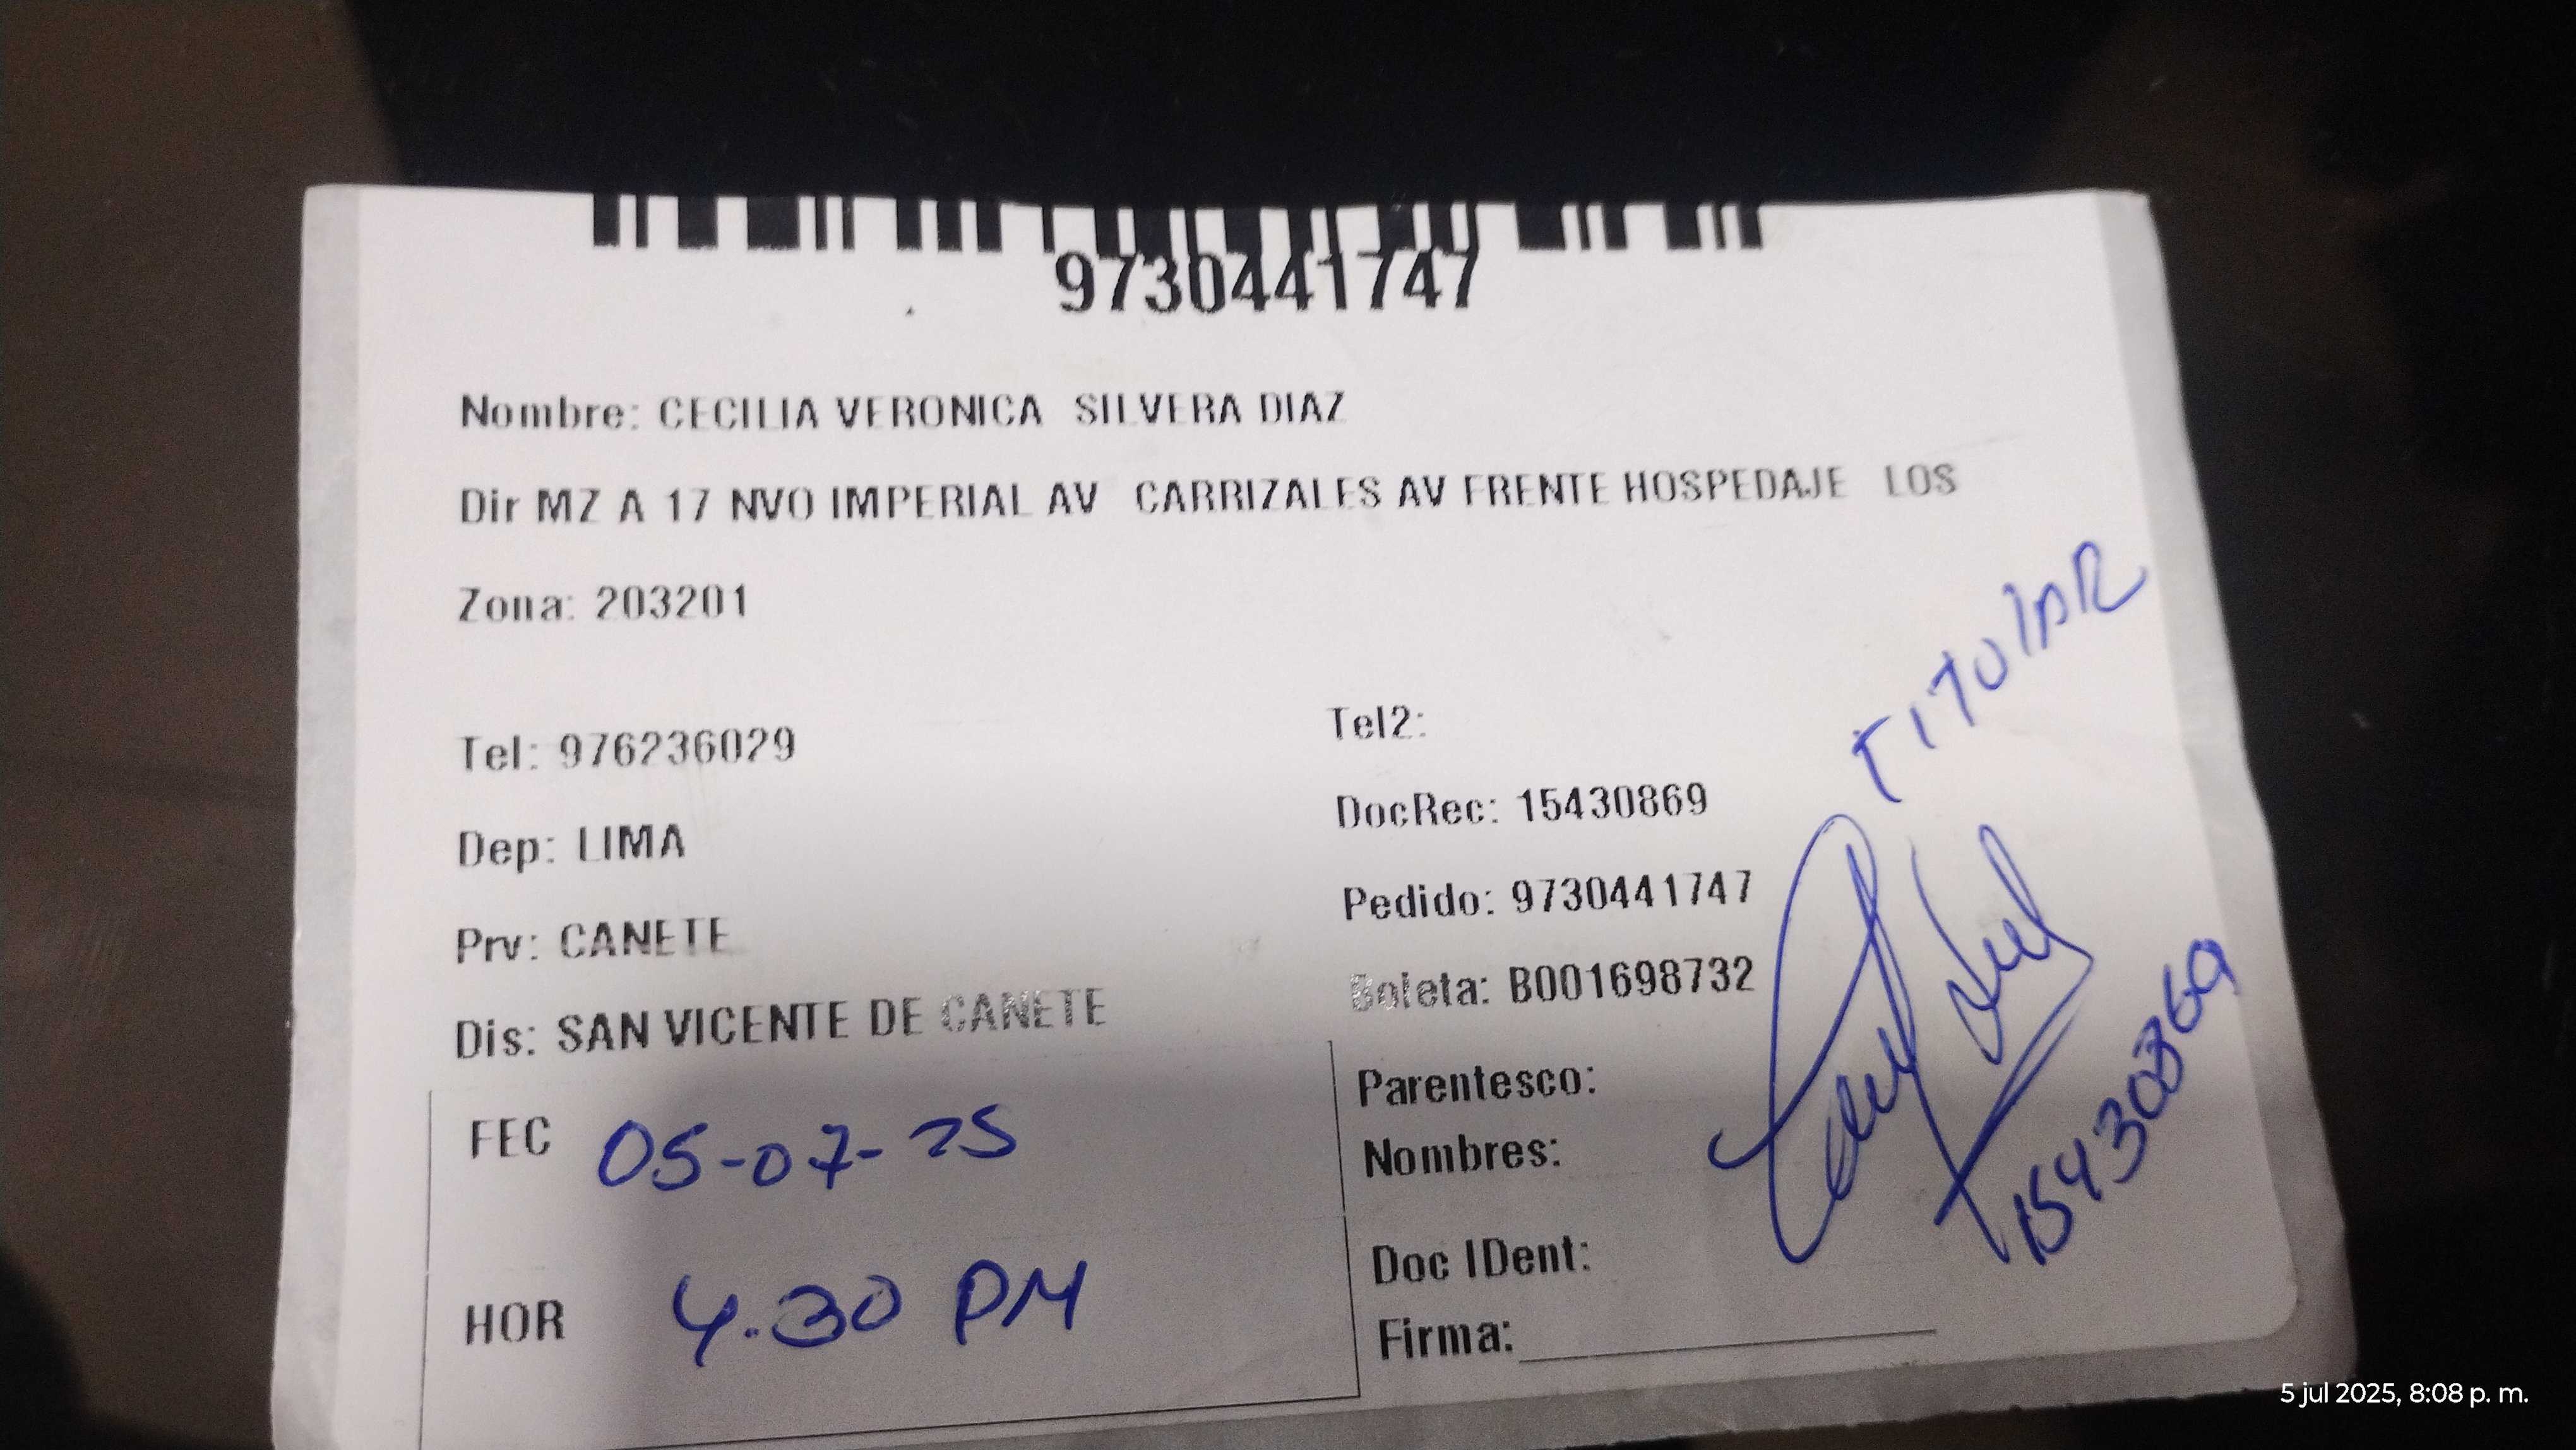 9730441747
Nombre: CECILIA VERONICA SILVERA DIAZ
Dir MZ A 17 NVO IMPERIAL AV CARRIZALES AV FRENTE HOSPEDAJE LOS
Zona: 203201
TITULAR
Tel: 976236029
Tel2:
Dep: LIMA
DocRec: 15430869
Prv: CANETE
Pedido: 9730441747
Dis: SAN VICENTE DE CANETE
Boleta: B001698732
FEC 05-07-25
HOR 4.30 PM
Parentesco:
Nombres:
Doc IDent:
Firma:
15430869
5 jul 2025, 8:08 p. m.